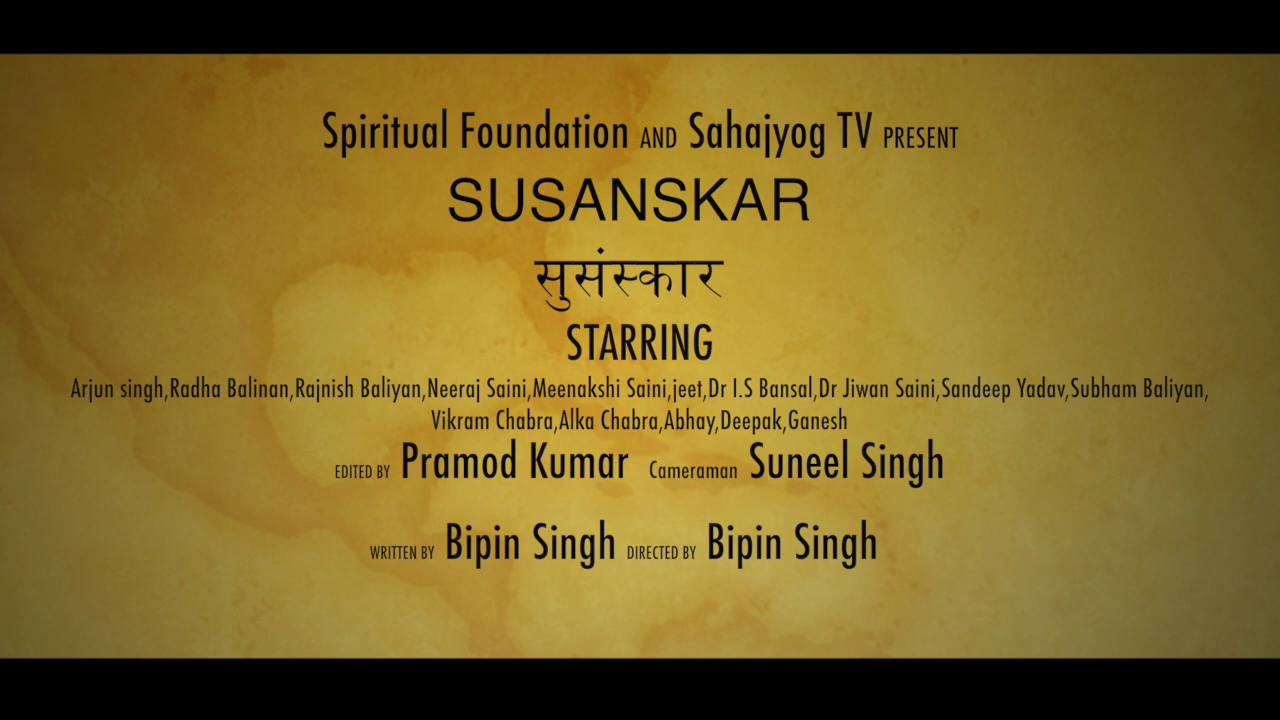 Spiritual Foundation AND Sahajyog TV PRESENT
SUSANSKAR
सुसंस्कार
STARRING
Arjun singh,Radha Balinan,Rajnish Baliyan,Neeraj Saini,Meenakshi Saini,jeet,Dr I.S Bansal,Dr Jiwan Saini,Sandeep Yadav,Subham Baliyan,
Vikram Chabra,Alka Chabra,Abhay,Deepak,Ganesh
EDITED BY Pramod Kumar Cameraman Suneel Singh
WRITTEN BY Bipin Singh DIRECTED BY Bipin Singh